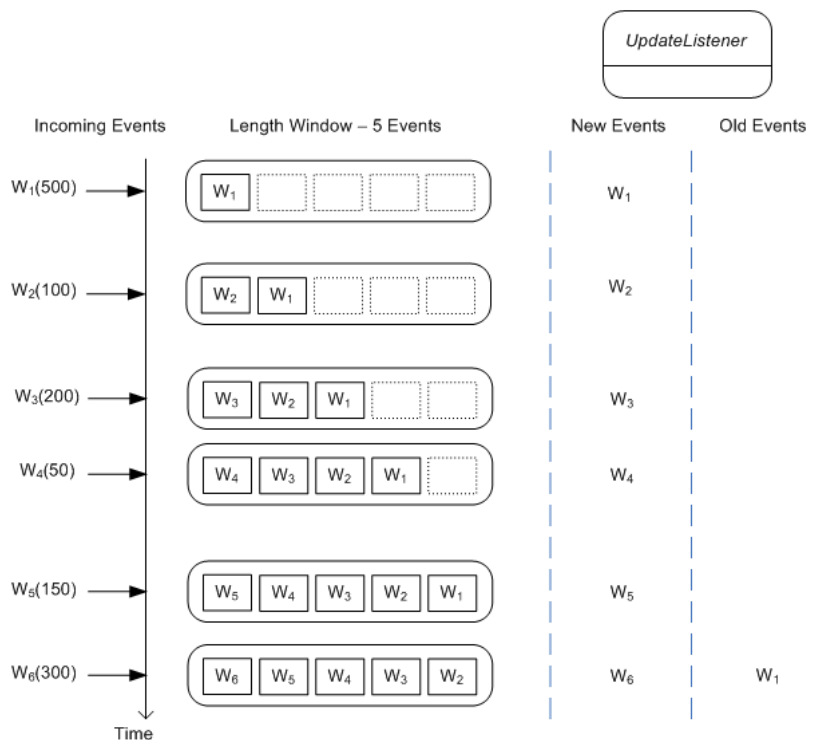 UpdateListener
Incoming Events Length Window – 5 Events New Events Old Events
W₁(500) W₁ W₁
W₂(100) W₂ W₁ W₂
W₃(200) W₃ W₂ W₁ W₃
W₄(50) W₄ W₃ W₂ W₁ W₄
W₅(150) W₅ W₄ W₃ W₂ W₁ W₅
W₆(300) W₆ W₅ W₄ W₃ W₂ W₆ W₁
Time